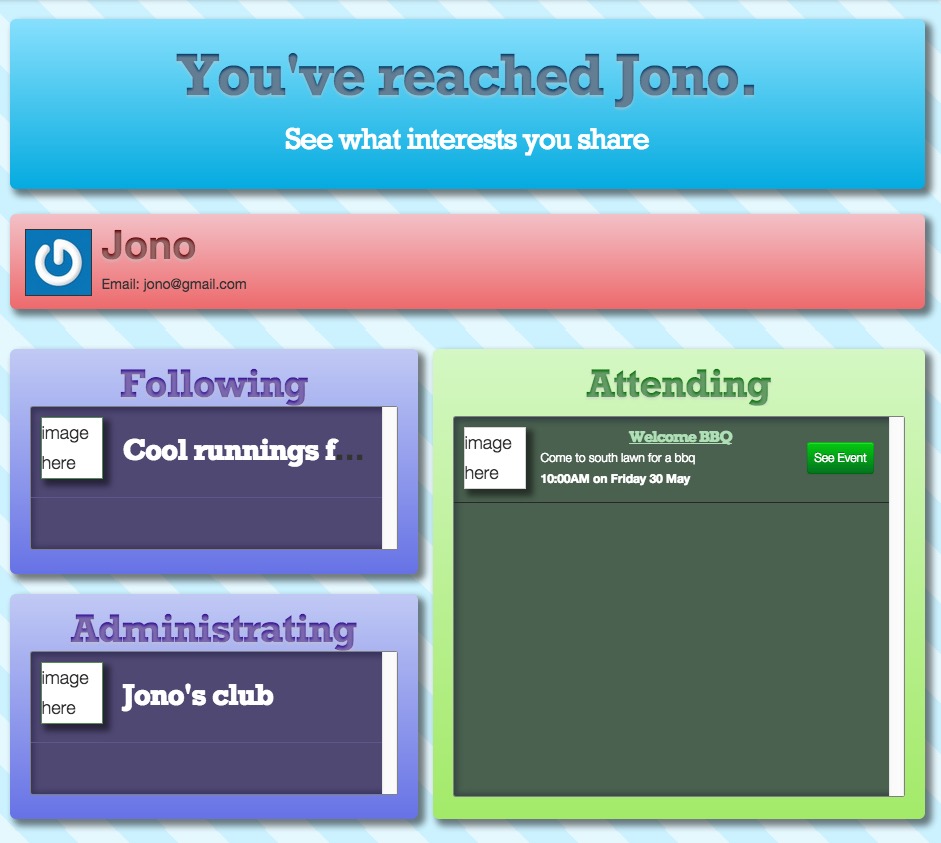 You've reached Jono.
See what interests you share
Jono
Email: jono@gmail.com
Following
image
here
Cool runnings f...
Administrating
image
here
Jono's club
Attending
image
here
Welcome BBQ
Come to south lawn for a bbq
10:00AM on Friday 30 May
See Event